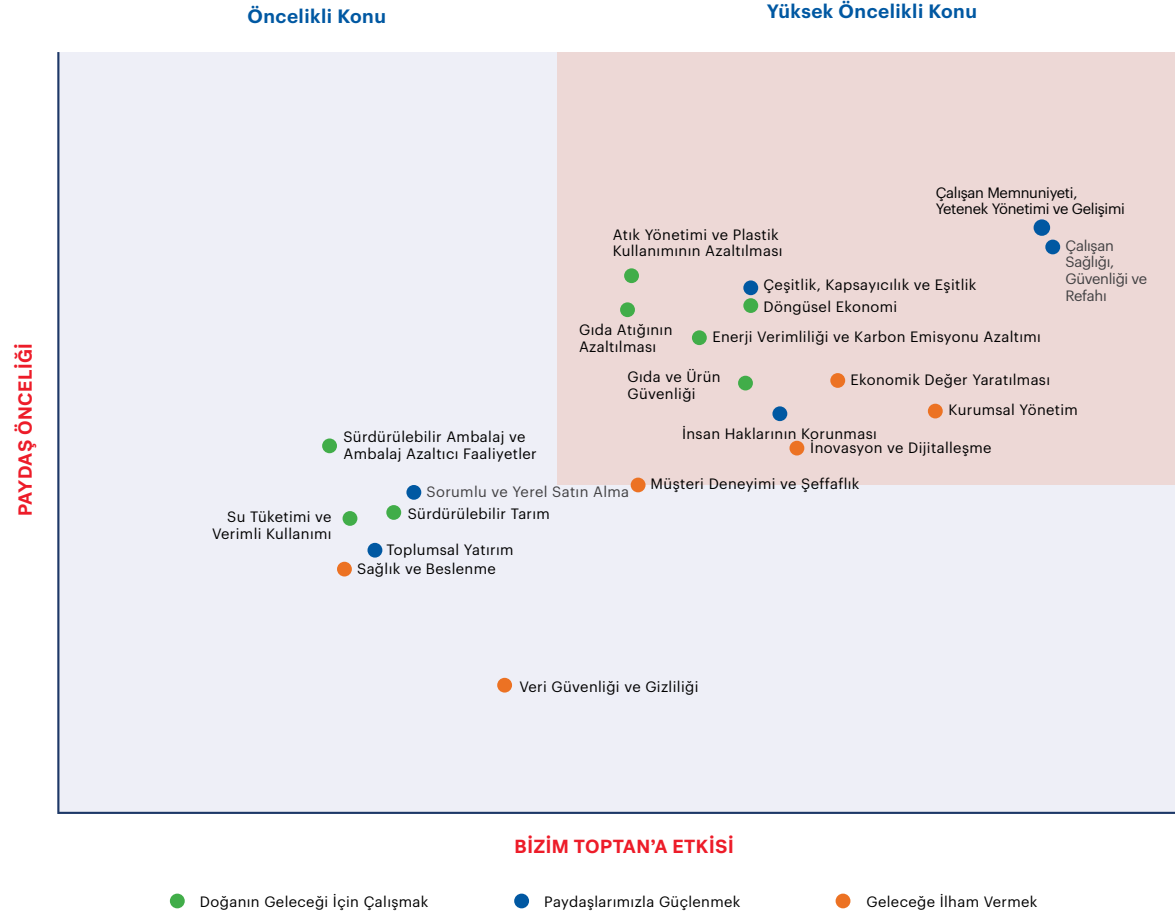 Öncelikli Konu
Yüksek Öncelikli Konu
PAYDAŞ ÖNCELİĞİ
Çalışan Memnuniyeti,
Yetenek Yönetimi ve Gelişimi
Çalışan
Sağlığı,
Güvenliği ve
Refahı
Atık Yönetimi ve Plastik
Kullanımının Azaltılması
Çeşitlik, Kapsayıcılık ve Eşitlik
Döngüsel Ekonomi
Gıda Atığının
Azaltılması
Enerji Verimliliği ve Karbon Emisyonu Azaltımı
Gıda ve Ürün
Güvenliği
Ekonomik Değer Yaratılması
Kurumsal Yönetim
İnsan Haklarının Korunması
İnovasyon ve Dijitalleşme
Sürdürülebilir Ambalaj ve
Ambalaj Azaltıcı Faaliyetler
Müşteri Deneyimi ve Şeffaflık
Sorumlu ve Yerel Satın Alma
Su Tüketimi ve
Verimli Kullanımı
Sürdürülebilir Tarım
Toplumsal Yatırım
Sağlık ve Beslenme
Veri Güvenliği ve Gizliliği
BİZİM TOPTAN'A ETKİSİ
Doğanın Geleceği İçin Çalışmak
Paydaşlarımızla Güçlenmek
Geleceğe İlham Vermek